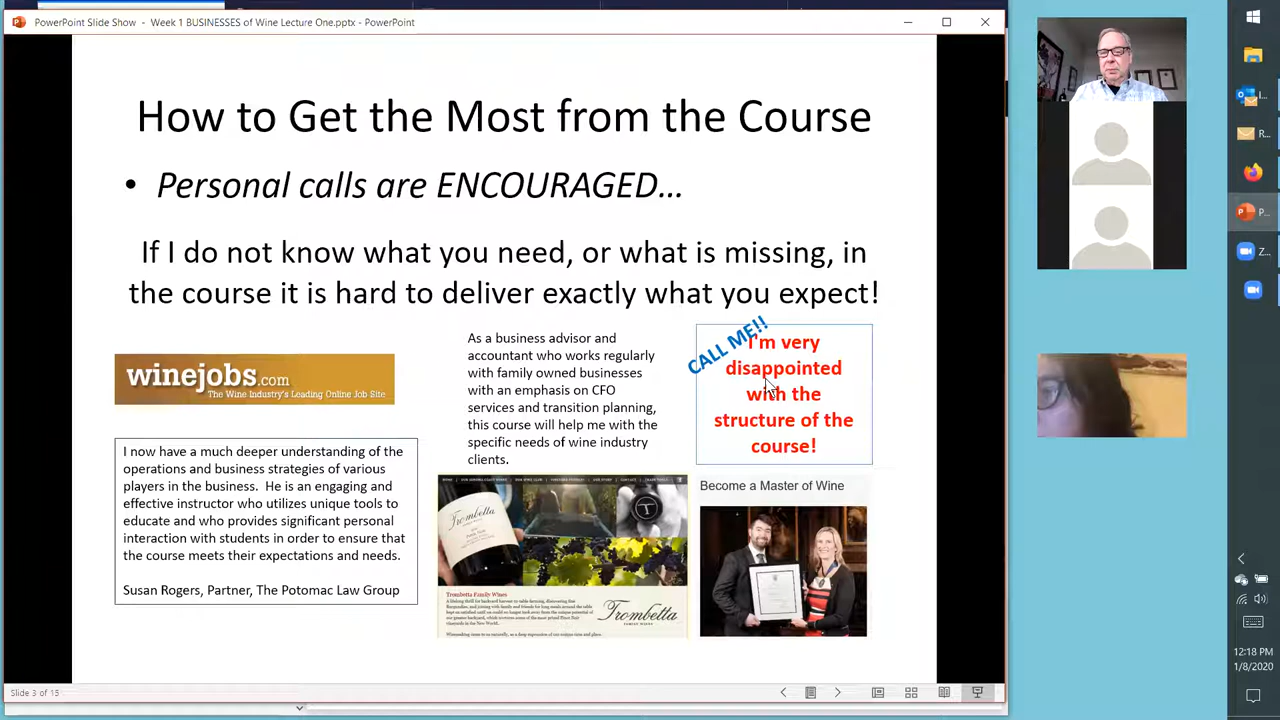 PowerPoint Slide Show - Week 1 BUSINESSES of Wine Lecture One.pptx - PowerPoint
How to Get the Most from the Course
• Personal calls are ENCOURAGED…
If I do not know what you need, or what is missing, in
the course it is hard to deliver exactly what you expect!
winejobs.com
The Wine Industry's Leading Online Job Site
I now have a much deeper understanding of the
operations and business strategies of various
players in the business. He is an engaging and
effective instructor who utilizes unique tools to
educate and who provides significant personal
interaction with students in order to ensure that
the course meets their expectations and needs.
Susan Rogers, Partner, The Potomac Law Group
As a business advisor and
accountant who works regularly
with family owned businesses
with an emphasis on CFO
services and transition planning,
this course will help me with the
specific needs of wine industry
clients.
CALL ME!!
I'm very
disappointed
with the
structure of the
course!
Trombetta
Trombetta Family Wines
Trombetta
FAMILY WINES
Become a Master of Wine
Slide 3 of 15
I...
R...
P...
Z...
12:18 PM
1/8/2020